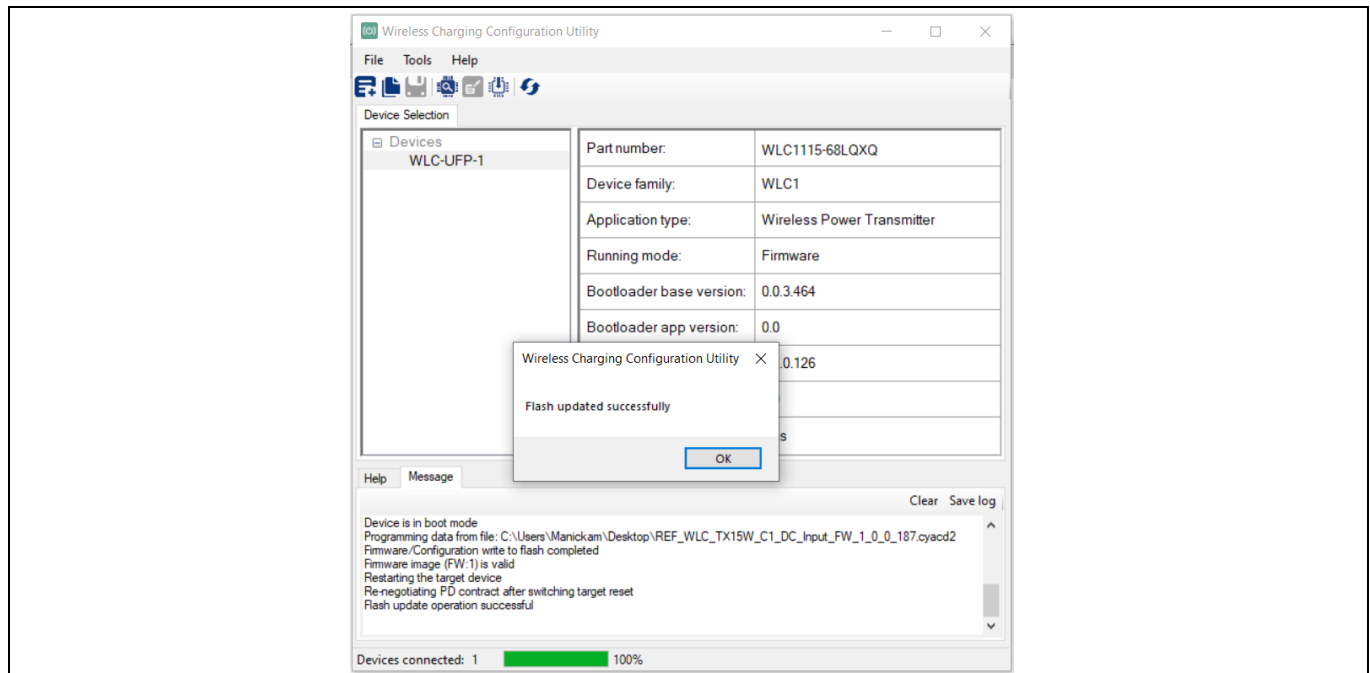 Wireless Charging Configuration Utility
File Tools Help
Device Selection
Devices
WLC-UFP-1
Part number: WLC1115-68LQXQ
Device family: WLC1
Application type: Wireless Power Transmitter
Running mode: Firmware
Bootloader base version: 0.0.3.464
Bootloader app version: 0.0
.0.126
s
Wireless Charging Configuration Utility
Flash updated successfully
OK
Help Message
Clear Save log
Device is in boot mode
Programming data from file: C:\Users\Manickam\Desktop\REF_WLC_TX15W_C1_DC_Input_FW_1_0_0_187.cyacd2
Firmware/Configuration write to flash completed
Firmware image (FW:1) is valid
Restarting the target device
Re-negotiating PD contract after switching target reset
Flash update operation successful
Devices connected: 1 100%